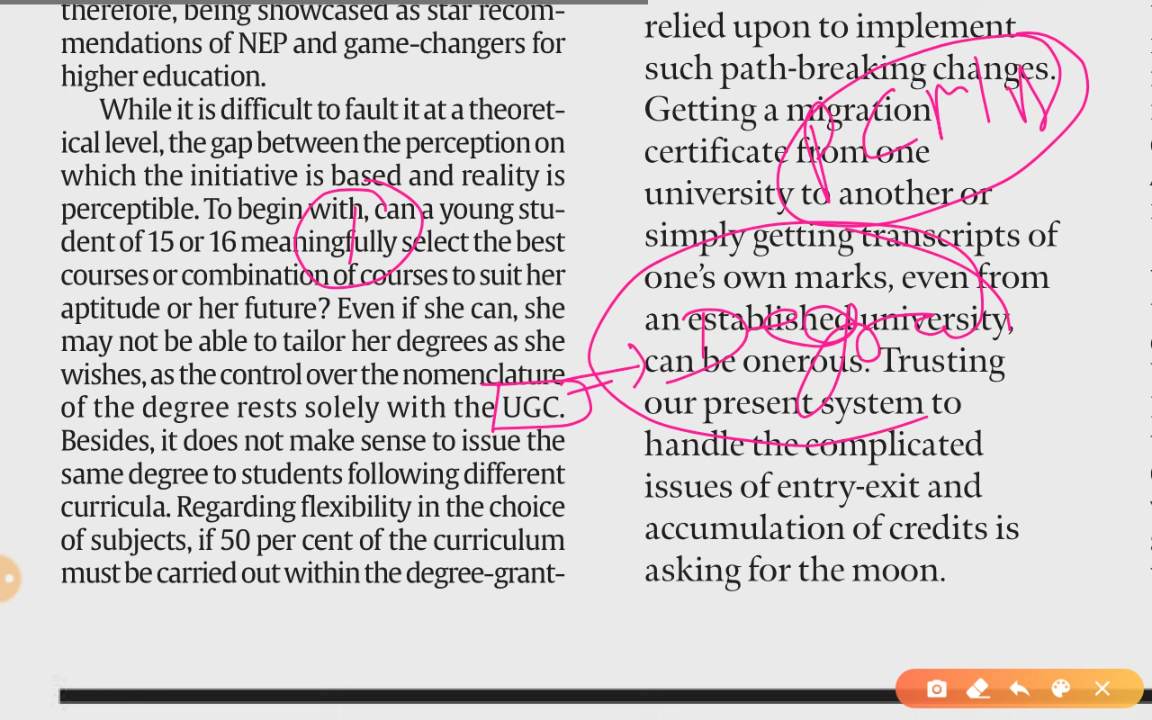 therefore, being showcased as star recom-
mendations of NEP and game-changers for
higher education.
While it is difficult to fault it at a theoret-
ical level, the gap between the perception on
which the initiative is based and reality is
perceptible. To begin with, can a young stu-
dent of 15 or 16 meaningfully select the best
courses or combination of courses to suit her
aptitude or her future? Even if she can, she
may not be able to tailor her degrees as she
wishes, as the control over the nomenclature
of the degree rests solely with the UGC.
Besides, it does not make sense to issue the
same degree to students following different
curricula. Regarding flexibility in the choice
of subjects, if 50 per cent of the curriculum
must be carried out within the degree-grant-
relied upon to implement
such path-breaking changes.
Getting a migration
certificate from one
university to another or
simply getting transcripts of
one's own marks, even from
an established university,
can be onerous. Trusting
our present system to
handle the complicated
issues of entry-exit and
accumulation of credits is
asking for the moon.
1